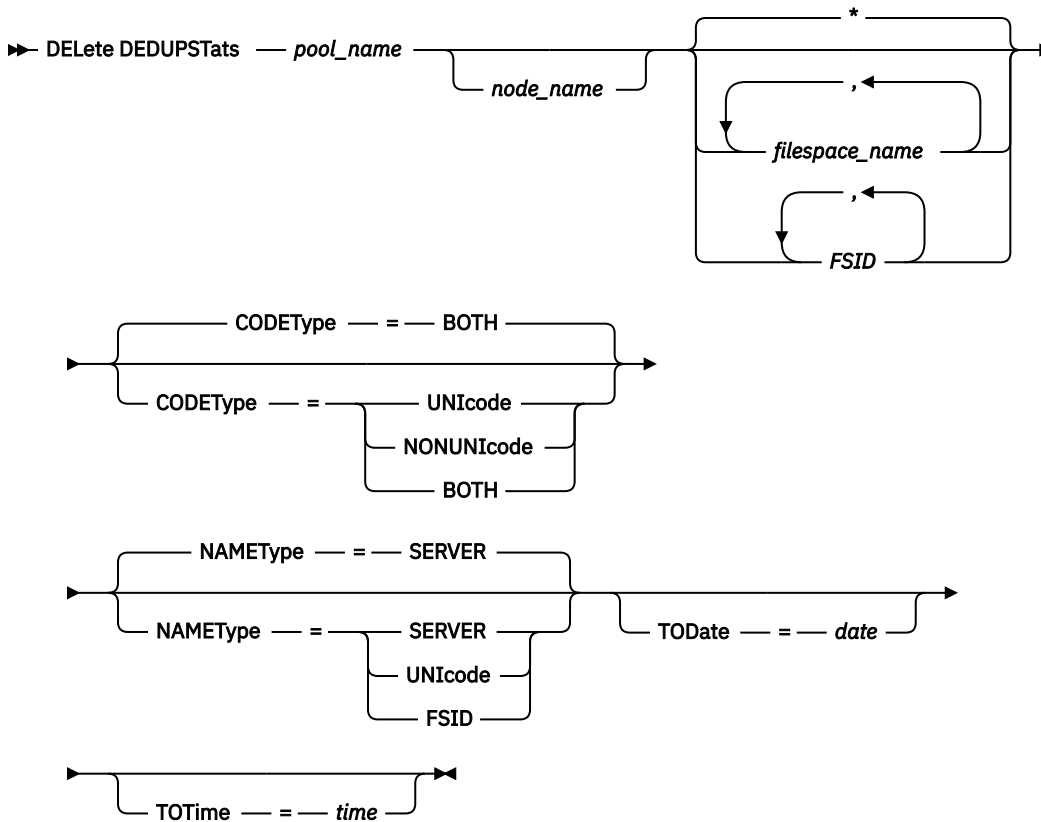 *
DELete DEDUPSTats pool_name
node_name
,
filespace_name
,
FSID
CODEType = BOTH
CODEType = UNIcode
NONUNIcode
BOTH
NAMEType = SERVER
NAMEType = SERVER
UNIcode
FSID
TODate = date
TOTime = time